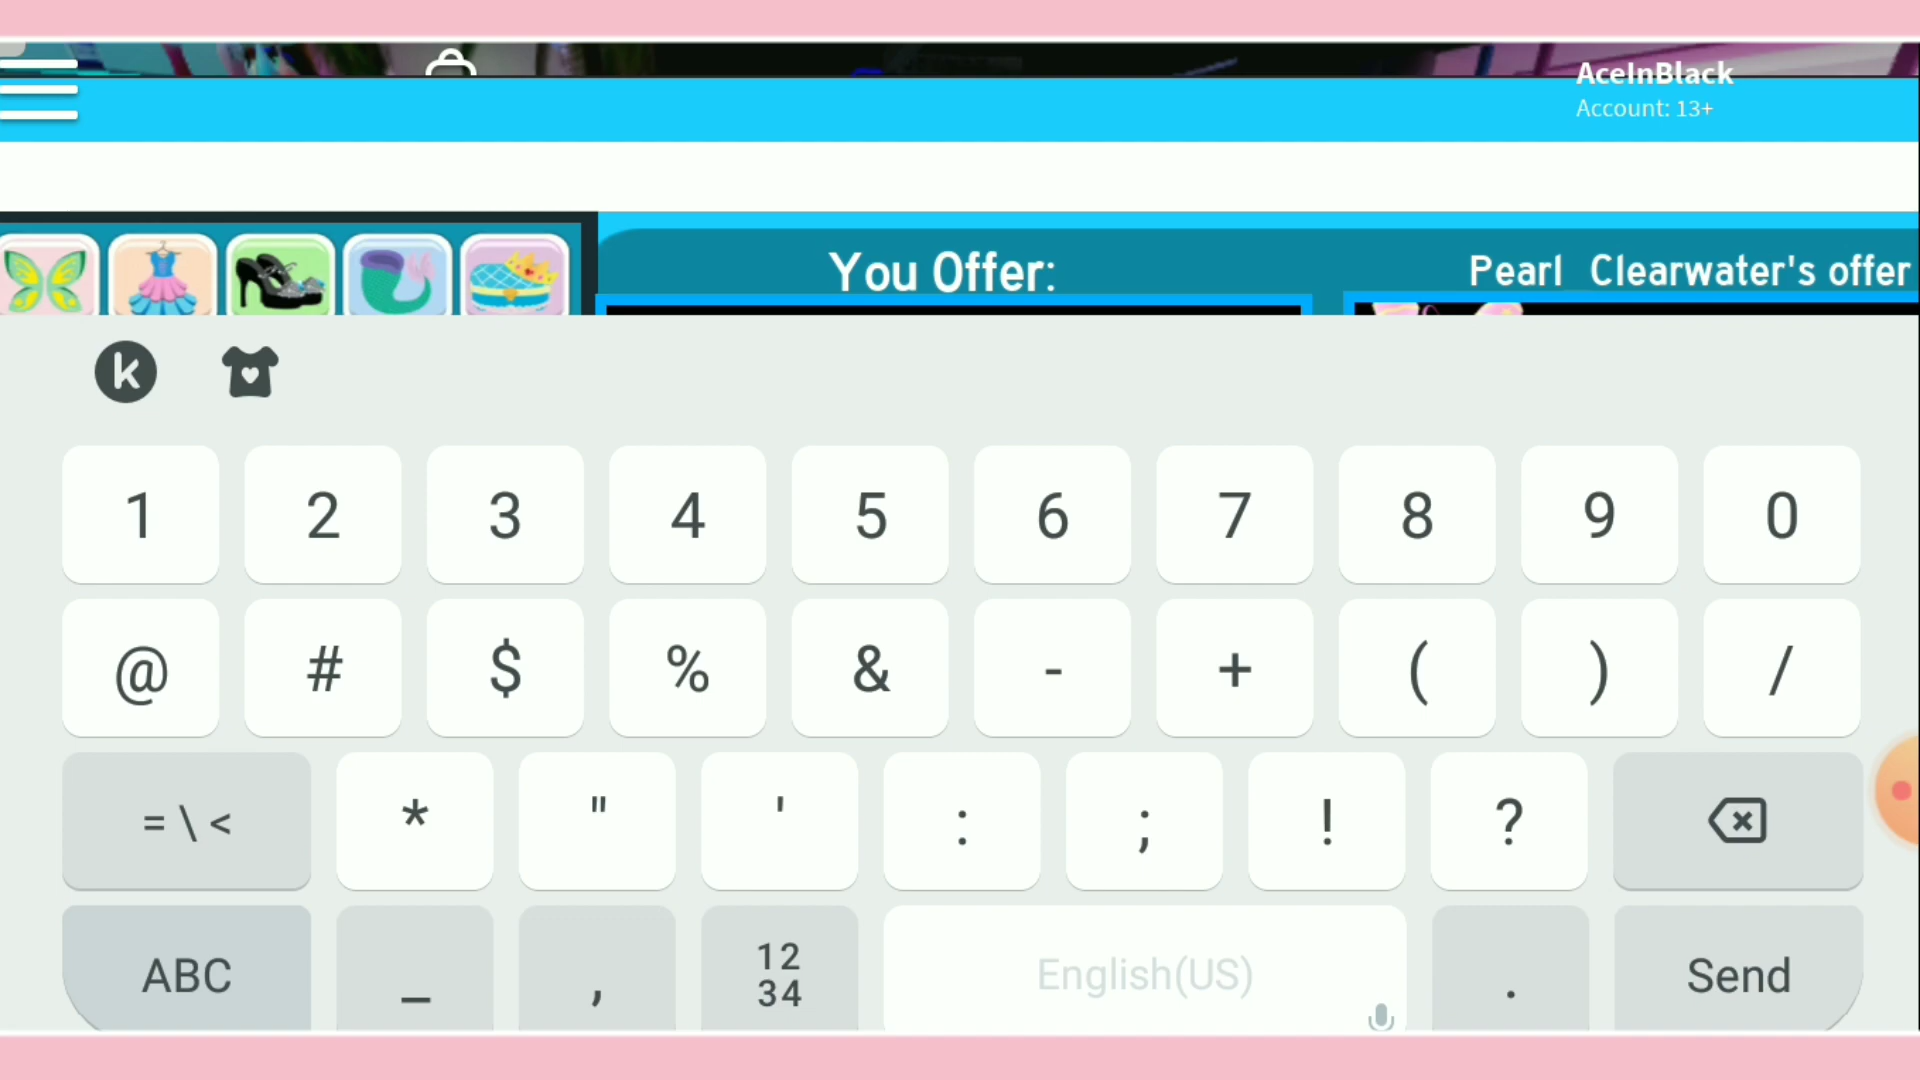 AceInBlack
Account: 13+
You Offer:
Pearl Clearwater's offer
k
1 2 3 4 5 6 7 8 9 0
@ # $ % & - + ( ) /
= \ < * " ' : ; ! ?
ABC _ , 12 34 English(US) . Send